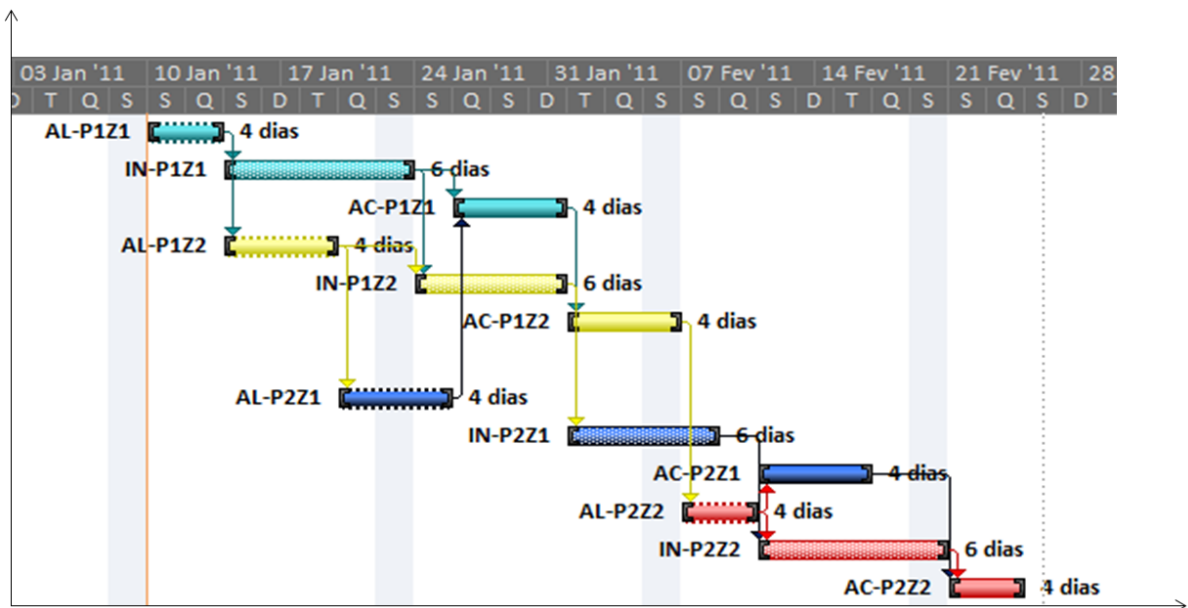 03 Jan '11 10 Jan '11 17 Jan '11 24 Jan '11 31 Jan '11 07 Fev '11 14 Fev '11 21 Fev '11 28
D T Q S S Q S D T Q S S Q S D T Q S S Q S D T Q S S Q S D T
AL-P1Z1 4 dias
IN-P1Z1 6 dias
AC-P1Z1 4 dias
AL-P1Z2 4 dias
IN-P1Z2 6 dias
AC-P1Z2 4 dias
AL-P2Z1 4 dias
IN-P2Z1 6 dias
AC-P2Z1 4 dias
AL-P2Z2 4 dias
IN-P2Z2 6 dias
AC-P2Z2 4 dias